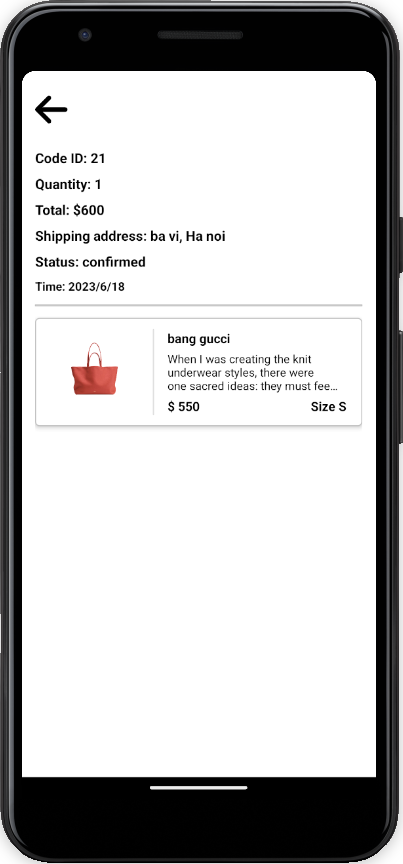 Code ID: 21
Quantity: 1
Total: $600
Shipping address: ba vi, Ha noi
Status: confirmed
Time: 2023/6/18
bang gucci
When I was creating the knit
underwear styles, there were
one sacred ideas: they must fee...
$ 550 Size S